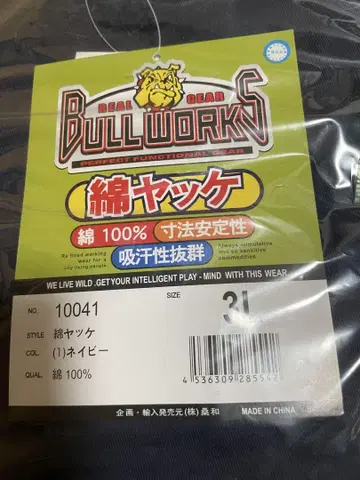 REAL GEAR
BULLWORKS
PERFECT FUNCTIONAL GEAR
綿ヤッケ
綿 100% 寸法安定性
吸汗性抜群
WE LIVE WILD .GET YOUR INTELLIGENT PLAY - MIND WITH THIS WEAR
NO. 10041
SIZE 3L
STYLE 綿ヤッケ
COL. (1)ネイビー
QUAL. 綿 100%
4 536309 285542
企画・輸入発売元(株)桑和
MADE IN CHINA